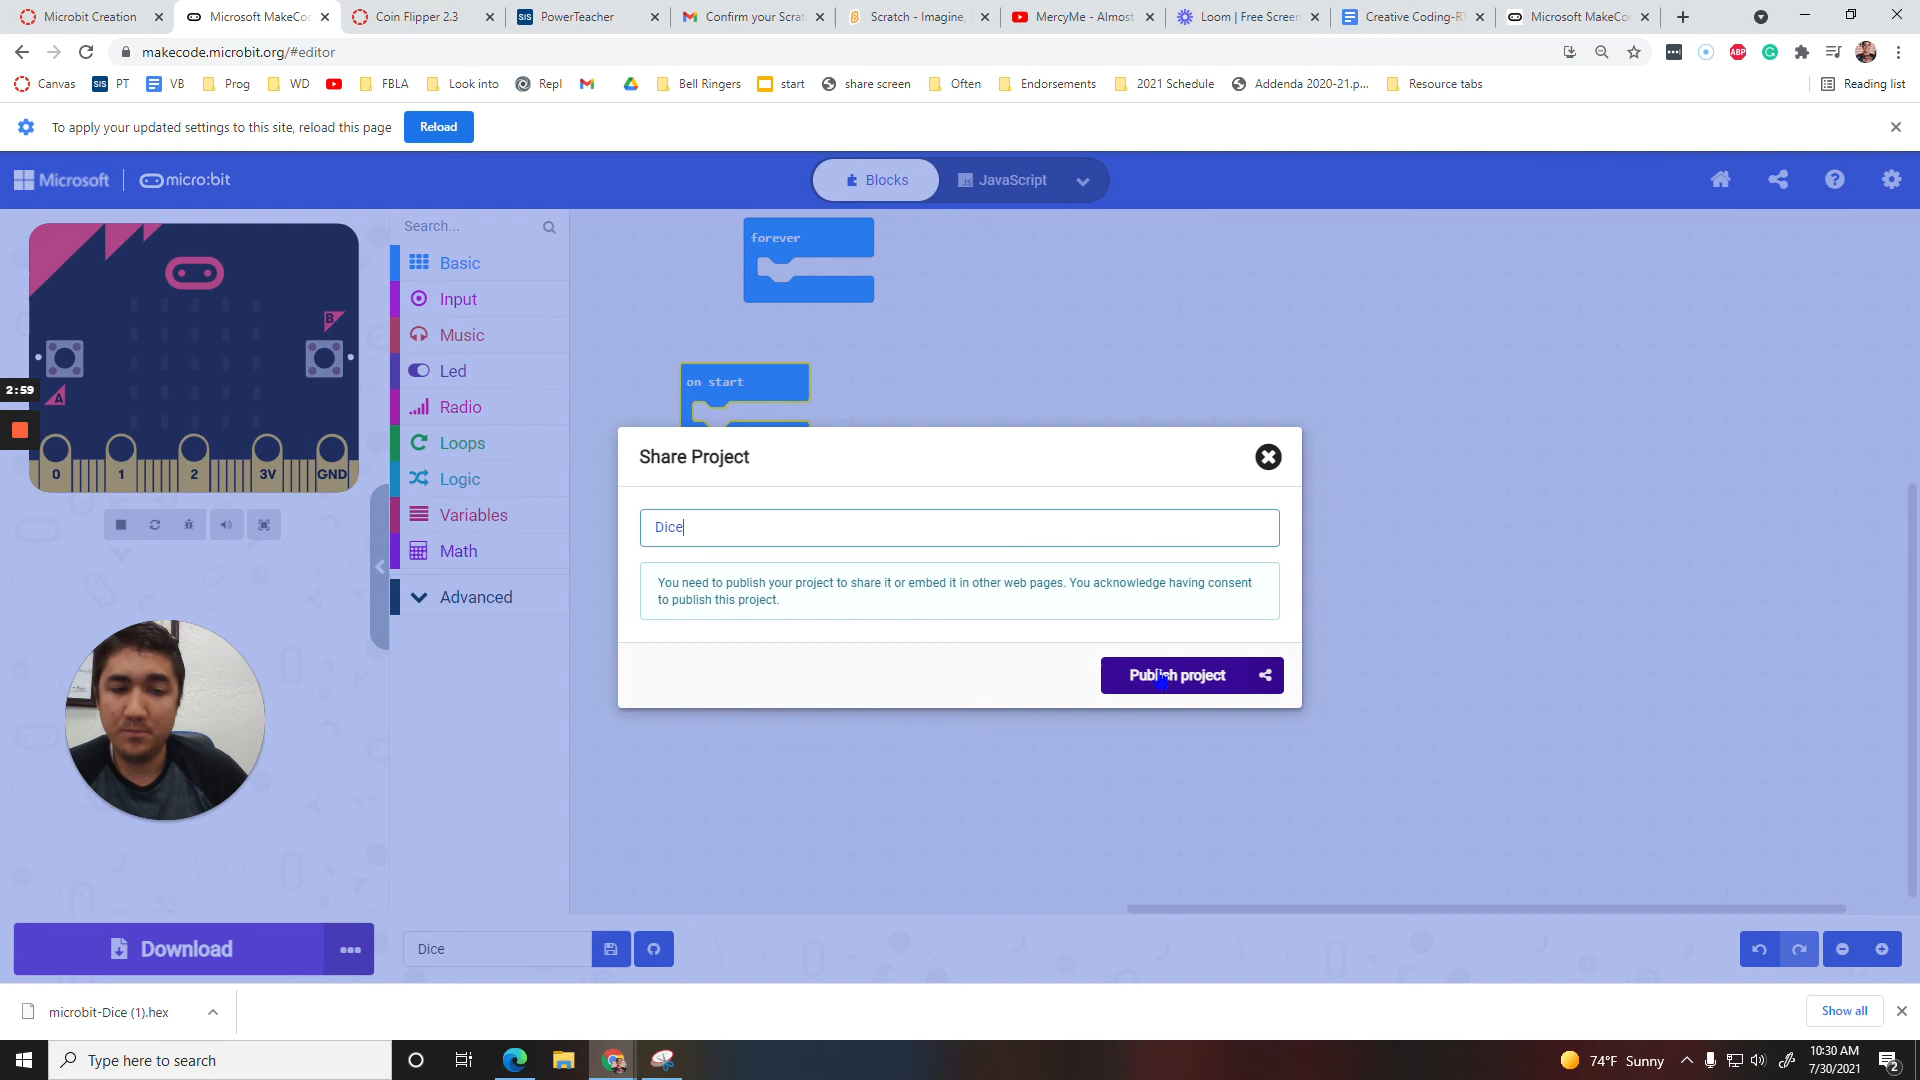 Microbit Creation
Microsoft MakeCo
Coin Flipper 2.3
PowerTeacher
Confirm your Scrat
Scratch - Imagine,
MercyMe - Almost
Loom | Free Screen
Creative Coding-RT
Microsoft MakeCo
makecode.microbit.org/#editor
ABP
Canvas
SIS PT
VB
Prog
WD
FBLA
Look into
Repl
Bell Ringers
start
share screen
Often
Endorsements
2021 Schedule
Addenda 2020-21.p...
Resource tabs
Reading list
To apply your updated settings to this site, reload this page
Reload
Microsoft
micro:bit
Blocks
JavaScript
Search...
Basic
Input
Music
Led
Radio
Loops
Logic
Variables
Math
Advanced
B
A
0 1 2 3V GND
2:59
forever
on start
Share Project
Dice
You need to publish your project to share it or embed it in other web pages. You acknowledge having consent
to publish this project.
Publish project
Download
Dice
microbit-Dice (1).hex
Show all
Type here to search
74°F Sunny
10:30 AM
7/30/2021
2